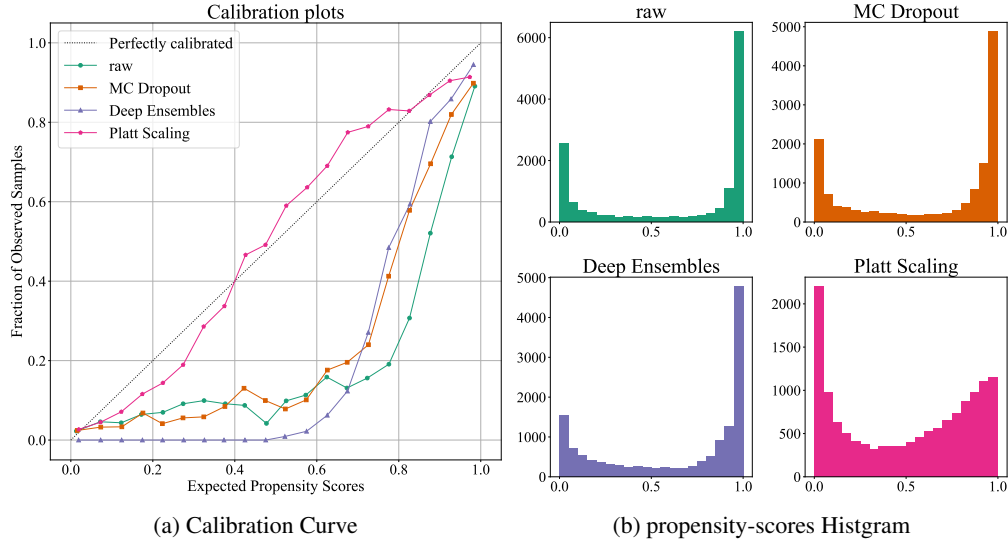 Calibration plots
1.0
0.8
0.6
0.4
0.2
0.0
Fraction of Observed Samples
Perfectly calibrated
raw
MC Dropout
Deep Ensembles
Platt Scaling
0.0 0.2 0.4 0.6 0.8 1.0
Expected Propensity Scores
(a) Calibration Curve
raw
6000
4000
2000
0
0.0 0.5 1.0
MC Dropout
5000
4000
3000
2000
1000
0
0.0 0.5 1.0
Deep Ensembles
5000
4000
3000
2000
1000
0
0.0 0.5 1.0
Platt Scaling
2000
1500
1000
500
0
0.0 0.5 1.0
(b) propensity-scores Histgram